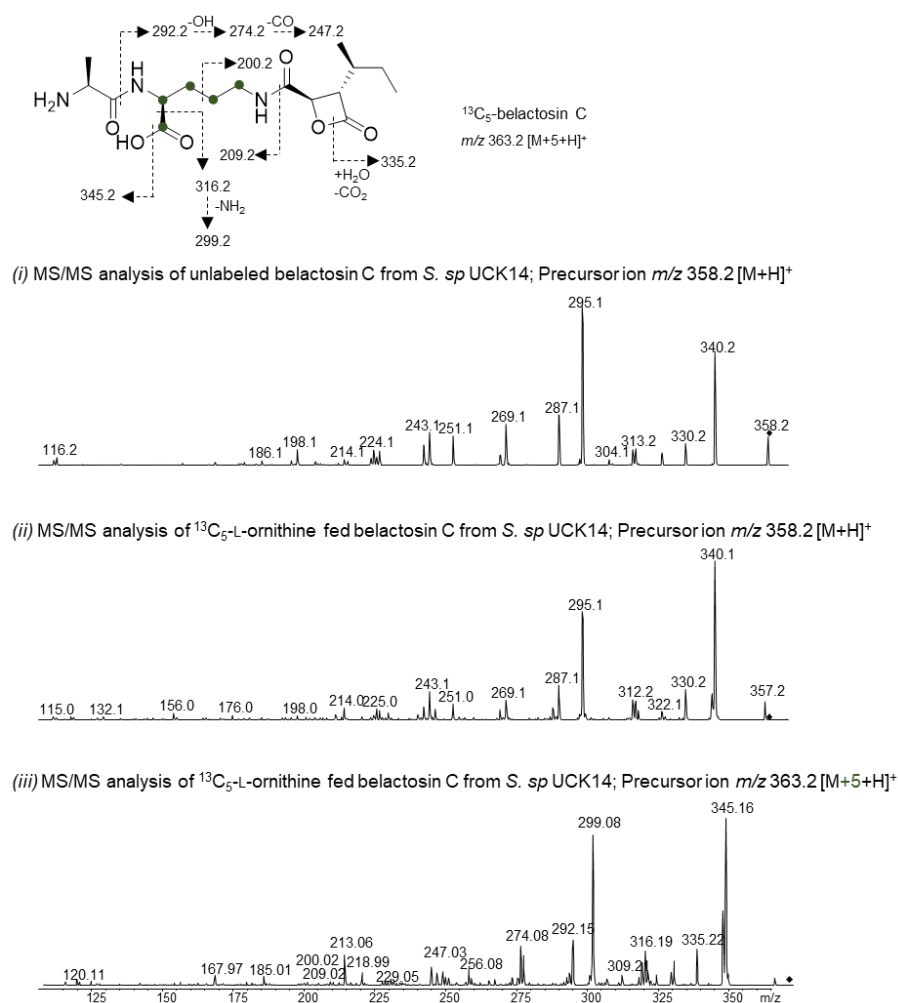 -OH -CO
292.2 274.2 247.2
200.2
O
H
N
H2N
N
H
O
HO O
O
O
13C5-belactosin C
m/z 363.2 [M+5+H]+
209.2
335.2
+H2O
-CO2
345.2
316.2
-NH2
299.2
(i) MS/MS analysis of unlabeled belactosin C from S. sp UCK14; Precursor ion m/z 358.2 [M+H]+
295.1
340.2
287.1
269.1
243.1 251.1
358.2
116.2
186.1 198.1 214.1 224.1
304.1 313.2 330.2
(ii) MS/MS analysis of 13C5-L-ornithine fed belactosin C from S. sp UCK14; Precursor ion m/z 358.2 [M+H]+
340.1
295.1
287.1
243.1
115.0 132.1 156.0 176.0 198.0 214.0 225.0 251.0 269.1 312.2 322.1 330.2 357.2
(iii) MS/MS analysis of 13C5-L-ornithine fed belactosin C from S. sp UCK14; Precursor ion m/z 363.2 [M+5+H]+
345.16
299.08
292.15
274.08
213.06
247.03
316.19 335.22
200.02
120.11 167.97 185.01 209.02 218.99 229.05 256.08 309.2
125 150 175 200 225 250 275 300 325 350 m/z